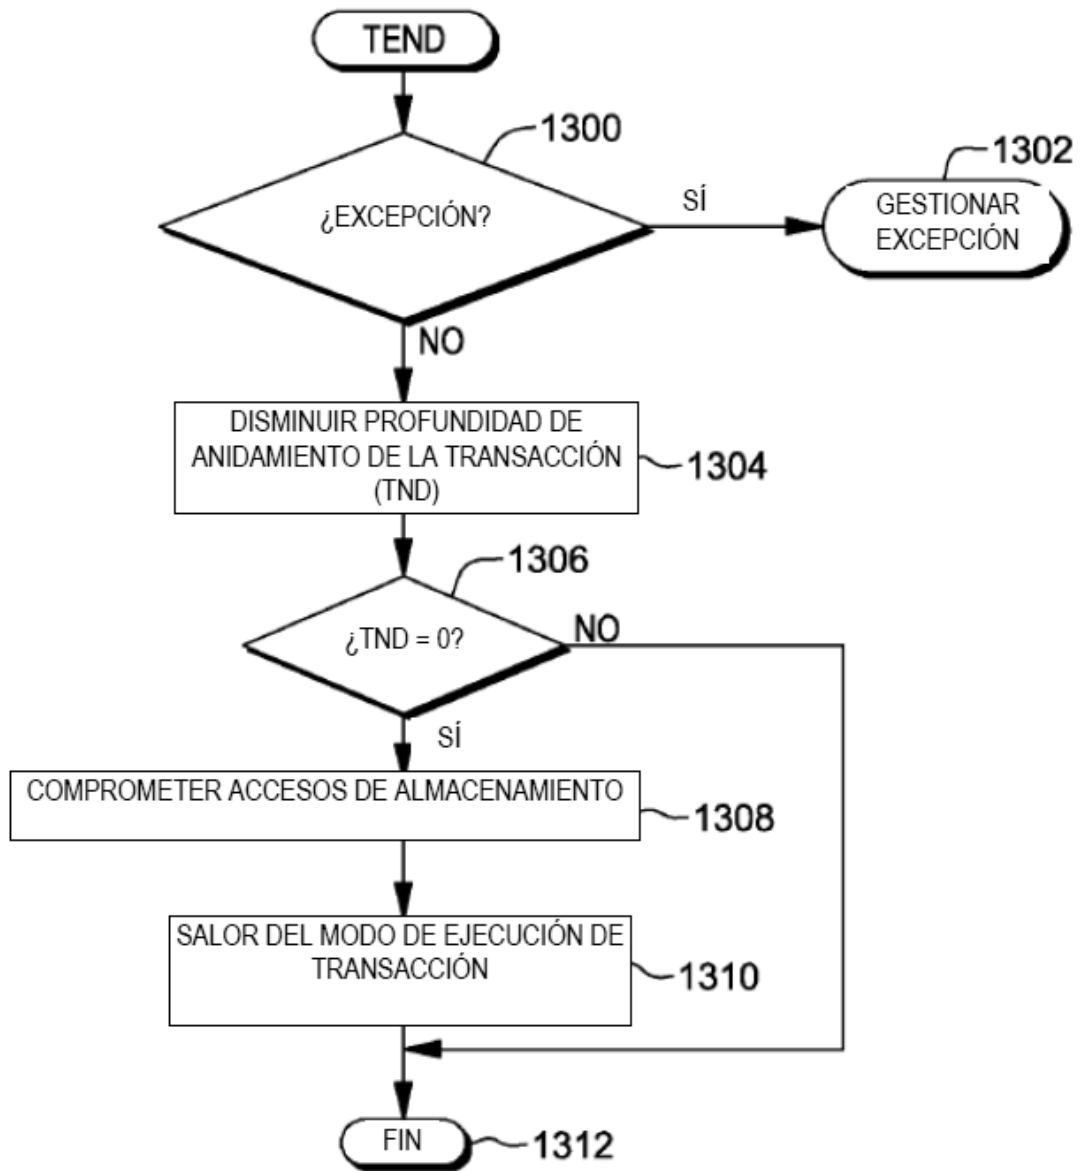 TEND
1300
¿EXCEPCIÓN?
SÍ
1302
GESTIONAR
EXCEPCIÓN
NO
DISMINUIR PROFUNDIDAD DE
ANIDAMIENTO DE LA TRANSACCIÓN
(TND)
1304
1306
¿TND = 0?
NO
SÍ
COMPROMETER ACCESOS DE ALMACENAMIENTO
1308
SALOR DEL MODO DE EJECUCIÓN DE
TRANSACCIÓN
1310
FIN
1312